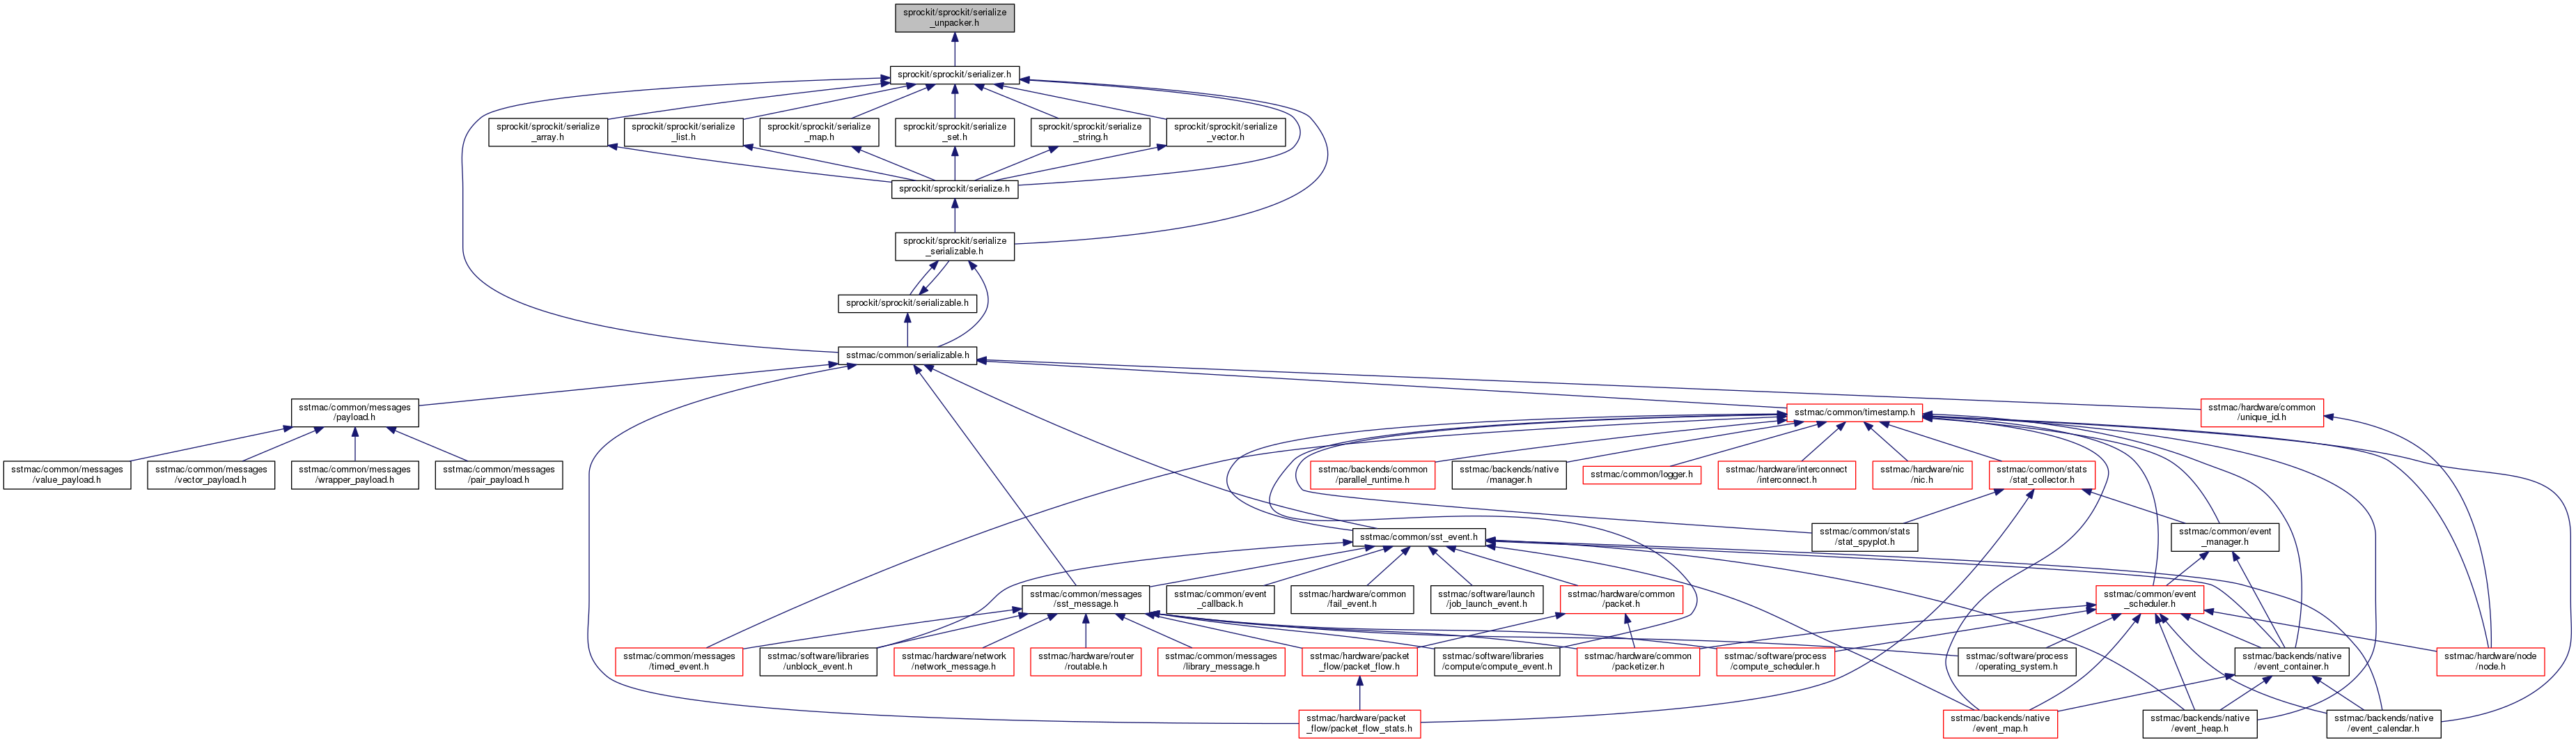 sprockit/sprockit/serialize
_unpacker.h
sprockit/sprockit/serializer.h
sprockit/sprockit/serialize
_array.h
sprockit/sprockit/serialize
_list.h
sprockit/sprockit/serialize
_map.h
sprockit/sprockit/serialize
_set.h
sprockit/sprockit/serialize
_string.h
sprockit/sprockit/serialize
_vector.h
sprockit/sprockit/serialize.h
sprockit/sprockit/serialize
_serializable.h
sprockit/sprockit/serializable.h
sstmac/common/serializable.h
sstmac/common/messages
/payload.h
sstmac/common/timestamp.h
sstmac/hardware/common
/unique_id.h
sstmac/common/messages
/value_payload.h
sstmac/common/messages
/vector_payload.h
sstmac/common/messages
/wrapper_payload.h
sstmac/common/messages
/pair_payload.h
sstmac/backends/common
/parallel_runtime.h
sstmac/backends/native
/manager.h
sstmac/common/logger.h
sstmac/hardware/interconnect
/interconnect.h
sstmac/hardware/nic
/nic.h
sstmac/common/stats
/stat_collector.h
sstmac/common/sst_event.h
sstmac/common/stats
/stat_spyplot.h
sstmac/common/event
_manager.h
sstmac/common/messages
/sst_message.h
sstmac/common/event
_callback.h
sstmac/hardware/common
/fail_event.h
sstmac/software/launch
/job_launch_event.h
sstmac/hardware/common
/packet.h
sstmac/common/event
_scheduler.h
sstmac/common/messages
/timed_event.h
sstmac/software/libraries
/unblock_event.h
sstmac/hardware/network
/network_message.h
sstmac/hardware/router
/routable.h
sstmac/common/messages
/library_message.h
sstmac/hardware/packet
_flow/packet_flow.h
sstmac/software/libraries
/compute/compute_event.h
sstmac/hardware/common
/packetizer.h
sstmac/software/process
/compute_scheduler.h
sstmac/software/process
/operating_system.h
sstmac/backends/native
/event_container.h
sstmac/hardware/node
/node.h
sstmac/hardware/packet
_flow/packet_flow_stats.h
sstmac/backends/native
/event_map.h
sstmac/backends/native
/event_heap.h
sstmac/backends/native
/event_calendar.h